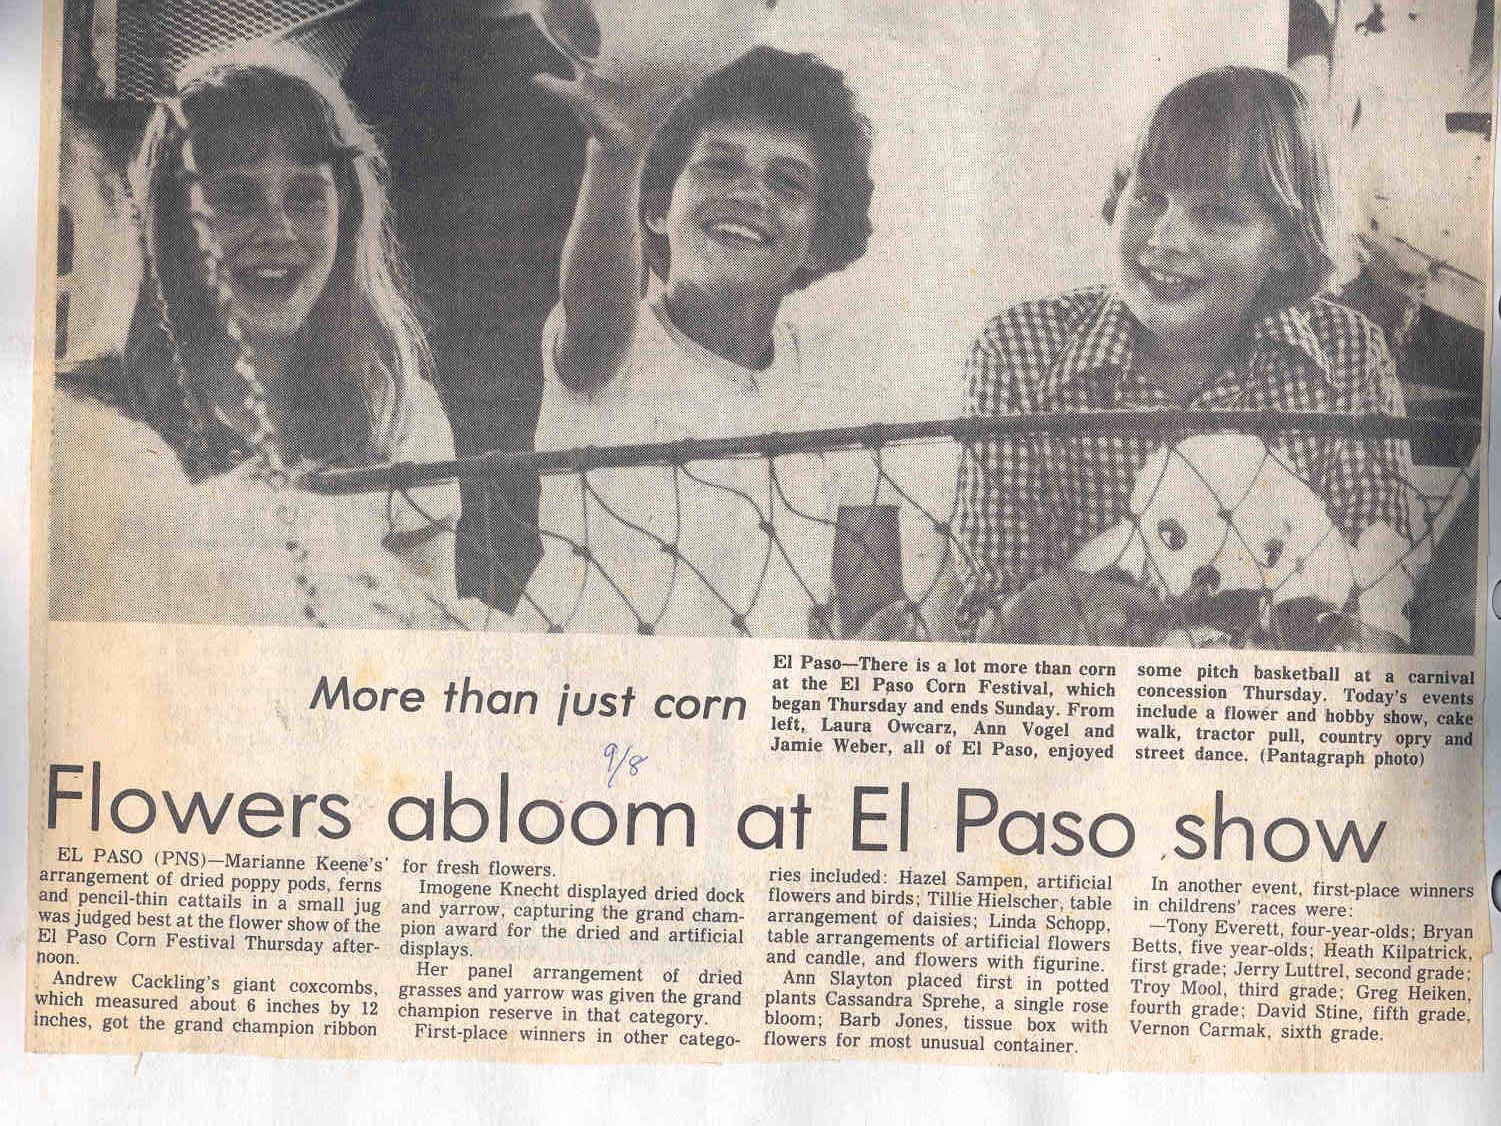 More than just corn
El Paso—There is a lot more than corn
at the El Paso Corn Festival, which
began Thursday and ends Sunday. From
left, Laura Owcarz, Ann Vogel and
Jamie Weber, all of El Paso, enjoyed
some pitch basketball at a carnival
concession Thursday. Today's events
include a flower and hobby show, cake
walk, tractor pull, country opry and
street dance. (Pantagraph photo)
9/8
Flowers abloom at El Paso show
EL PASO (PNS)—Marianne Keene's'
arrangement of dried poppy pods, ferns
and pencil-thin cattails in a small jug
was judged best at the flower show of the
El Paso Corn Festival Thursday after-
noon.
Andrew Cackling's giant coxcombs,
which measured about 6 inches by 12
inches, got the grand champion ribbon
for fresh flowers.
Imogene Knecht displayed dried dock
and yarrow, capturing the grand cham-
pion award for the dried and artificial
displays.
Her panel arrangement of dried
grasses and yarrow was given the grand
champion reserve in that category.
First-place winners in other catego-
ries included: Hazel Sampen, artificial
flowers and birds; Tillie Hielscher, table
arrangement of daisies; Linda Schopp,
table arrangements of artificial flowers
and candle, and flowers with figurine.
Ann Slayton placed first in potted
plants Cassandra Sprehe, a single rose
bloom; Barb Jones, tissue box with
flowers for most unusual container.
In another event, first-place winners
in childrens' races were:
—Tony Everett, four-year-olds; Bryan
Betts, five year-olds; Heath Kilpatrick,
first grade; Jerry Luttrel, second grade;
Troy Mool, third grade; Greg Heiken,
fourth grade; David Stine, fifth grade,
Vernon Carmak, sixth grade.